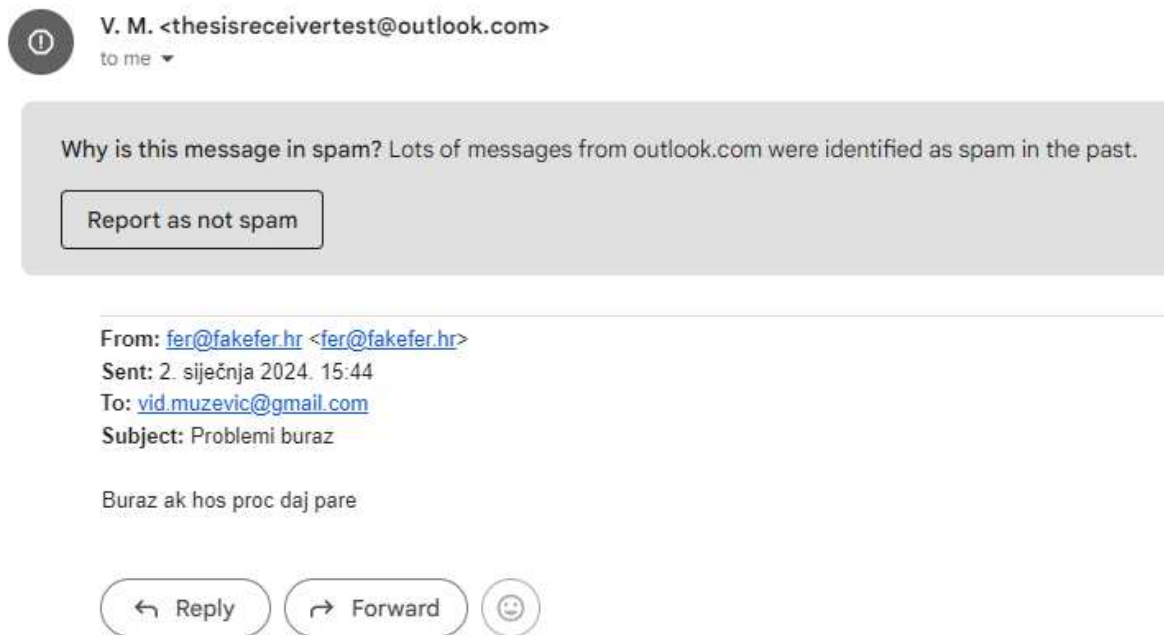 V. M. <thesisreceivertest@outlook.com>
to me
Why is this message in spam? Lots of messages from outlook.com were identified as spam in the past.
Report as not spam
From: fer@fakefer.hr <fer@fakefer.hr>
Sent: 2. siječnja 2024. 15:44
To: vid.muzevic@gmail.com
Subject: Problemi buraz
Buraz ak hos proc daj pare
Reply Forward